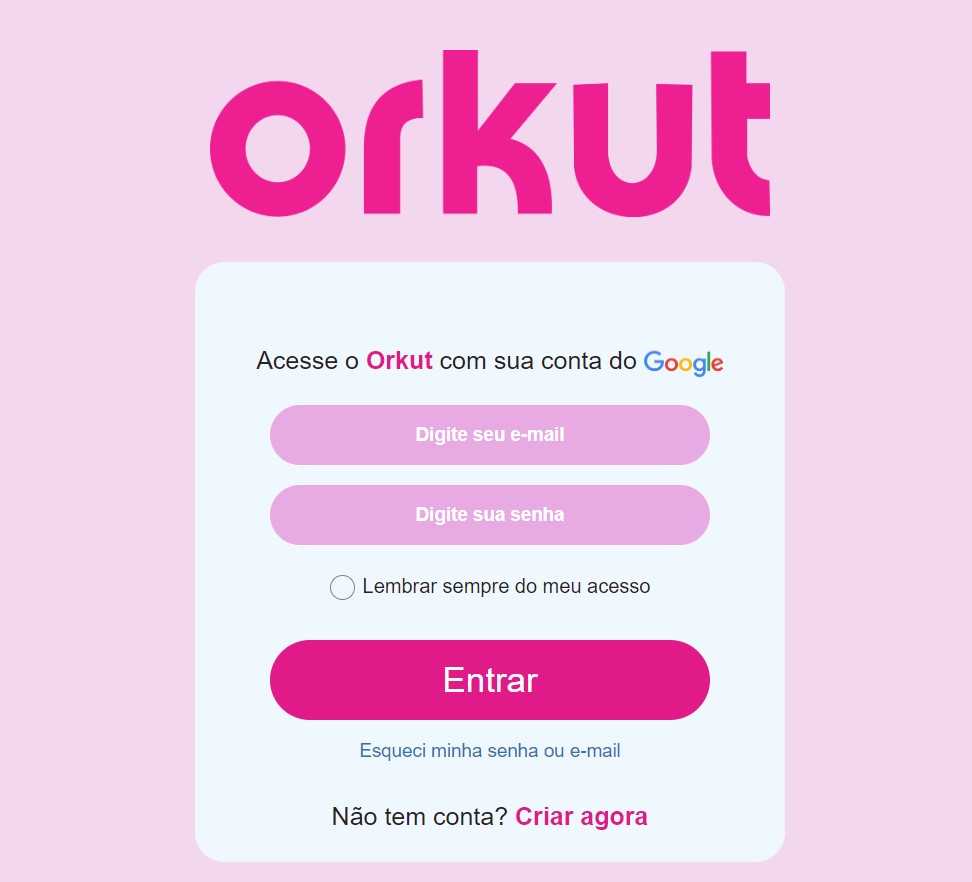 orkut
Acesse o Orkut com sua conta do Google
Digite seu e-mail
Digite sua senha
Lembrar sempre do meu acesso
Entrar
Esqueci minha senha ou e-mail
Não tem conta? Criar agora